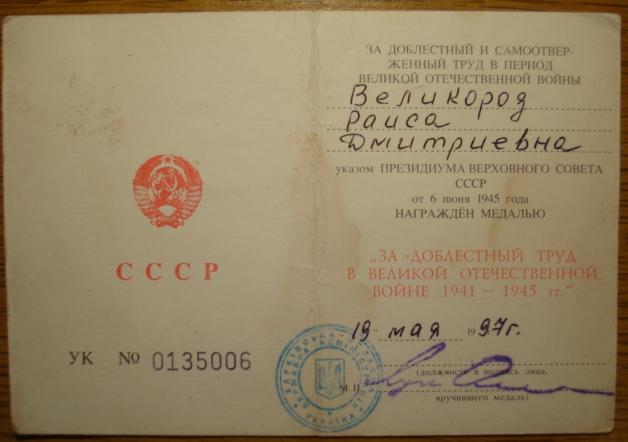 СССР
УК № 0135006
ЗА ДОБЛЕСТНЫЙ И САМООТВЕР-
ЖЕННЫЙ ТРУД В ПЕРИОД
ВЕЛИКОЙ ОТЕЧЕСТВЕННОЙ ВОЙНЫ
Великород
Раиса
Дмитриевна
указом ПРЕЗИДИУМА ВЕРХОВНОГО СОВЕТА
СССР
от 6 июня 1945 года
НАГРАЖДЁН МЕДАЛЬЮ
„ЗА ДОБЛЕСТНЫЙ ТРУД
В ВЕЛИКОЙ ОТЕЧЕСТВЕННОЙ
ВОЙНЕ 1941 — 1945 гг."
19 мая 1997г.
(должность и подпись лица,
М. П.
вручившего медаль)